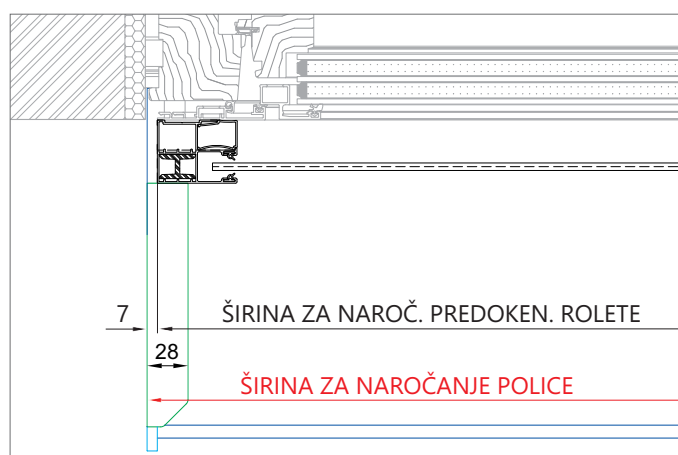 7
ŠIRINA ZA NAROČ. PREDOKEN. ROLETE
28
ŠIRINA ZA NAROČANJE POLICE